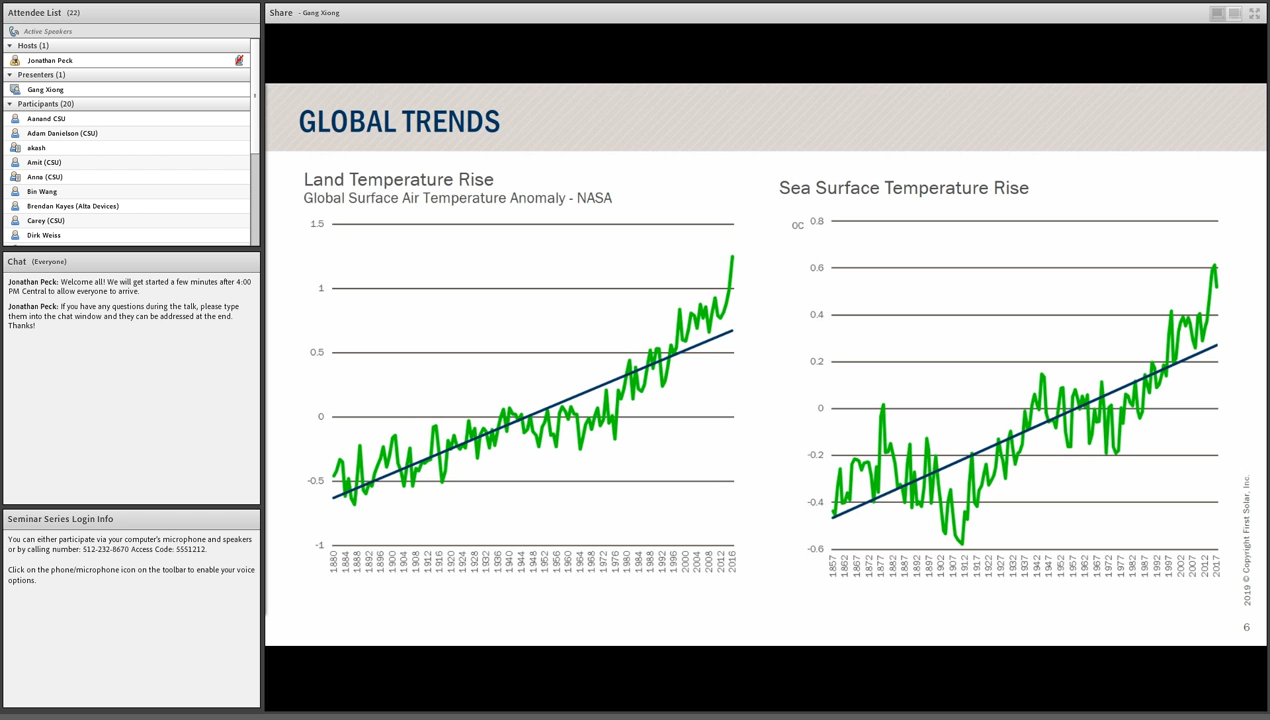 Attendee List (22)
Active Speakers
Hosts (1)
Jonathan Peck
Presenters (1)
Gang Xiong
Participants (20)
Aanand CSU
Adam Danielson (CSU)
akash
Amit (CSU)
Anna (CSU)
Bin Wang
Brendan Kayes (Alta Devices)
Carey (CSU)
Dirk Weiss
Chat (Everyone)
Jonathan Peck: Welcome all! We will get started a few minutes after 4:00
PM Central to allow everyone to arrive.
Jonathan Peck: If you have any questions during the talk, please type
them into the chat window and they can be addressed at the end.
Thanks!
Seminar Series Login Info
You can either participate via your computer's microphone and speakers
or by calling number: 512-232-8670 Access Code: 5551212.
Click on the phone/microphone icon on the toolbar to enable your voice
options.
Share - Gang Xiong
GLOBAL TRENDS
Land Temperature Rise
Global Surface Air Temperature Anomaly - NASA
1.5
1
0.5
0
-0.5
-1
1880 1884 1888 1892 1896 1900 1904 1908 1912 1916 1920 1924 1928 1932 1936 1940 1944 1948 1952 1956 1960 1964 1968 1972 1976 1980 1984 1988 1992 1996 2000 2004 2008 2012 2016
Sea Surface Temperature Rise
OC
0.8
0.6
0.4
0.2
0
-0.2
-0.4
-0.6
1857 1862 1867 1872 1877 1882 1887 1892 1897 1902 1907 1912 1917 1922 1927 1932 1937 1942 1947 1952 1957 1962 1967 1972 1977 1982 1987 1992 1997 2002 2007 2012 2017
2019 © Copyright First Solar, Inc.
6